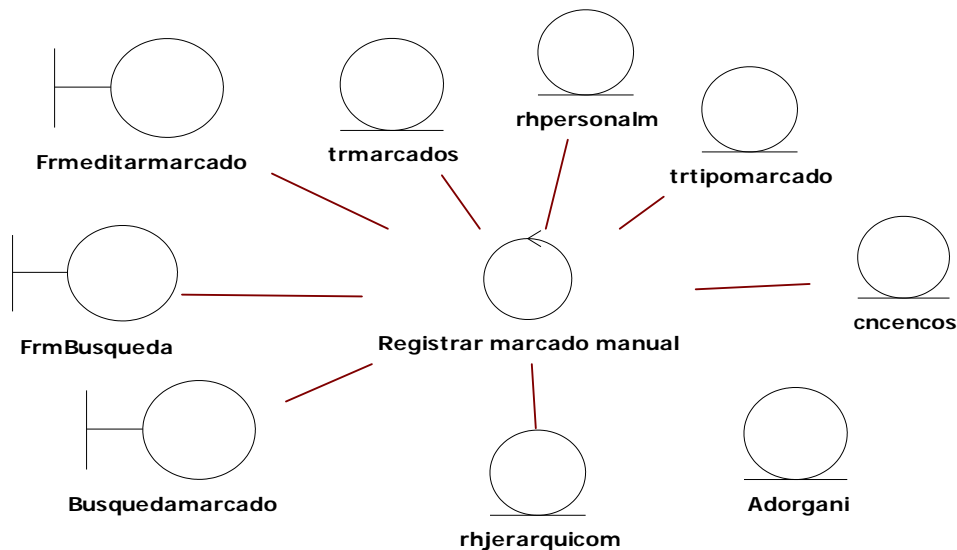 rhpersonalm
Frmeditarmarcado
trmarcados
trtipomarcado
cncencos
FrmBusqueda
Registrar marcado manual
Busquedamarcado
Adorgani
rhjerarquicom